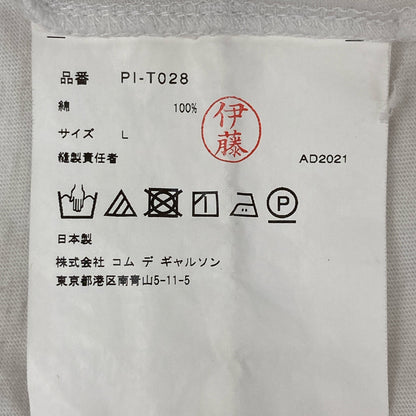 品番 PI-T028
綿 100%
伊藤
サイズ L
縫製責任者 AD2021
P
日本製
株式会社 コム デ ギャルソン
東京都港区南青山5-11-5